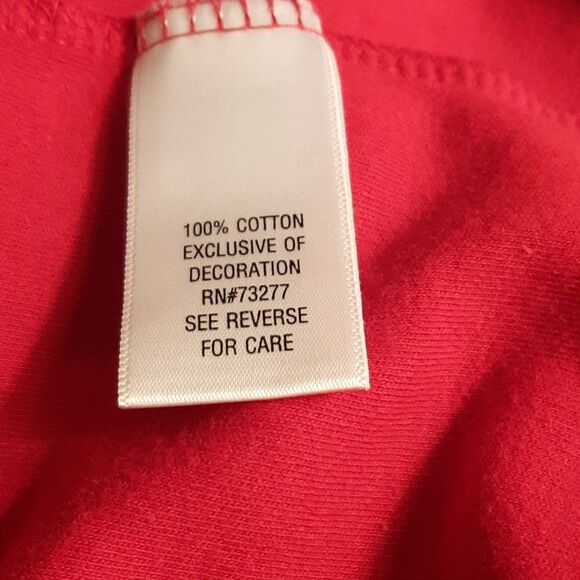 100% COTTON
EXCLUSIVE OF
DECORATION
RN#73277
SEE REVERSE
FOR CARE